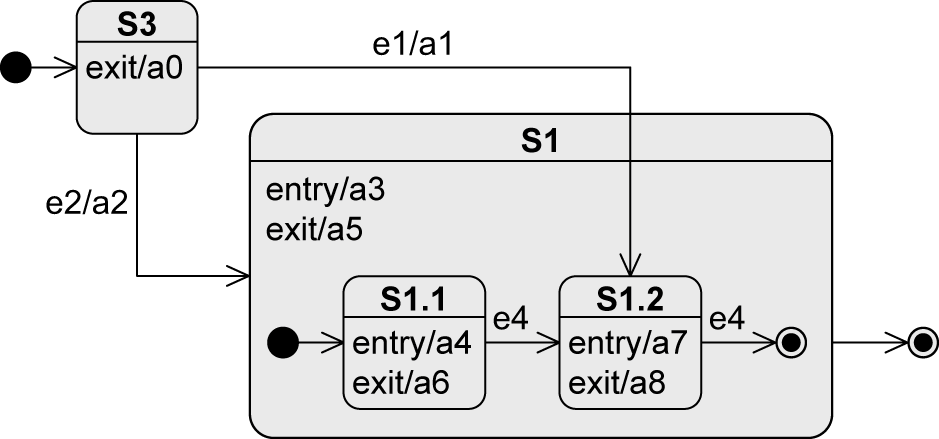 S3
exit/a0
e1/a1
e2/a2
S1
entry/a3
exit/a5
S1.1
entry/a4
exit/a6
e4
S1.2
entry/a7
exit/a8
e4